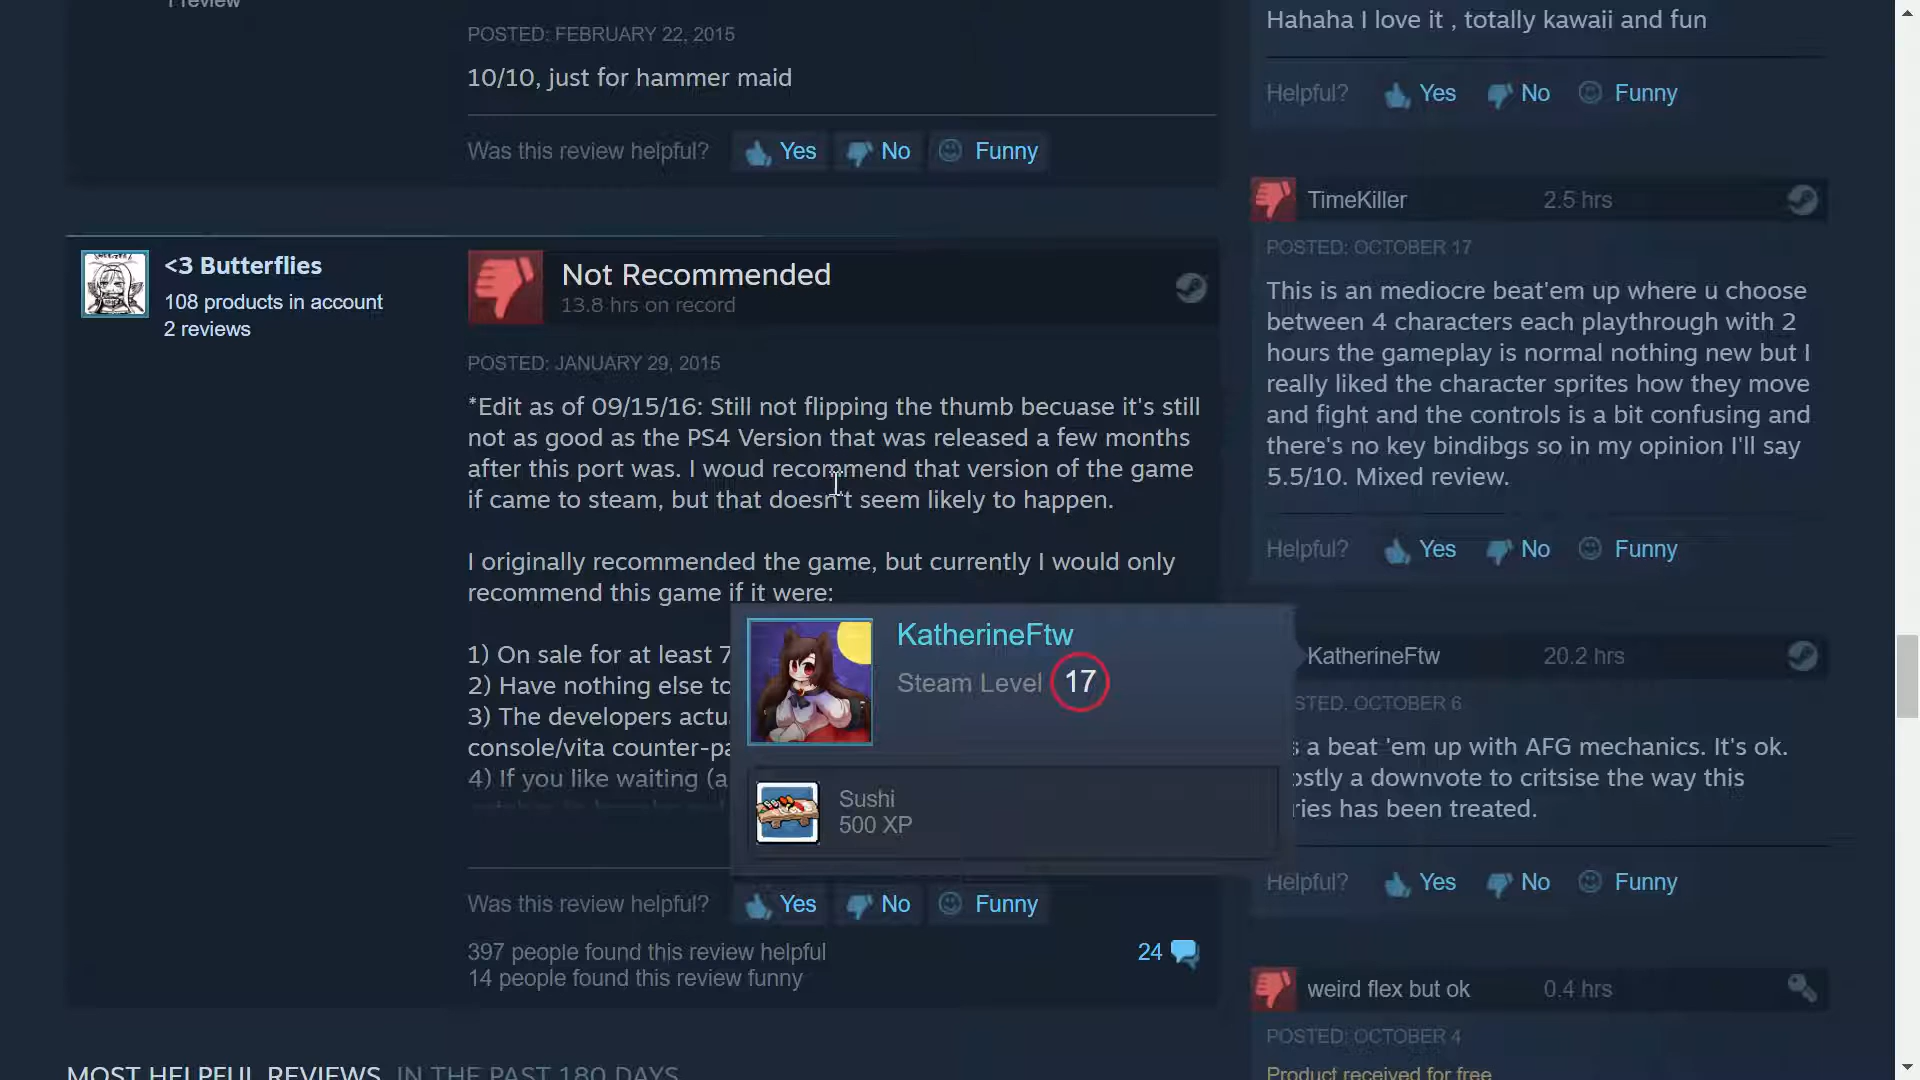 1 review
POSTED: FEBRUARY 22, 2015
10/10, just for hammer maid
Was this review helpful?
Yes
No
Funny
<3 Butterflies
108 products in account
2 reviews
Not Recommended
13.8 hrs on record
POSTED: JANUARY 29, 2015
*Edit as of 09/15/16: Still not flipping the thumb becuase it's still
not as good as the PS4 Version that was released a few months
after this port was. I woud recommend that version of the game
if came to steam, but that doesn't seem likely to happen.
I originally recommended the game, but currently I would only
recommend this game if it were:
1) On sale for at least 7
2) Have nothing else to
3) The developers actu
console/vita counter-pa
4) If you like waiting (a
KatherineFtw
Steam Level 17
Sushi
500 XP
Was this review helpful?
Yes
No
Funny
397 people found this review helpful
14 people found this review funny
24
MOST HELPFUL REVIEWS IN THE PAST 180 DAYS
Hahaha I love it , totally kawaii and fun
Helpful?
Yes
No
Funny
TimeKiller
2.5 hrs
POSTED: OCTOBER 17
This is an mediocre beat'em up where u choose
between 4 characters each playthrough with 2
hours the gameplay is normal nothing new but I
really liked the character sprites how they move
and fight and the controls is a bit confusing and
there's no key bindibgs so in my opinion I'll say
5.5/10. Mixed review.
Helpful?
Yes
No
Funny
KatherineFtw
20.2 hrs
STED: OCTOBER 6
s a beat 'em up with AFG mechanics. It's ok.
ostly a downvote to critsise the way this
ries has been treated.
Helpful?
Yes
No
Funny
weird flex but ok
0.4 hrs
POSTED: OCTOBER 4
Product received for free